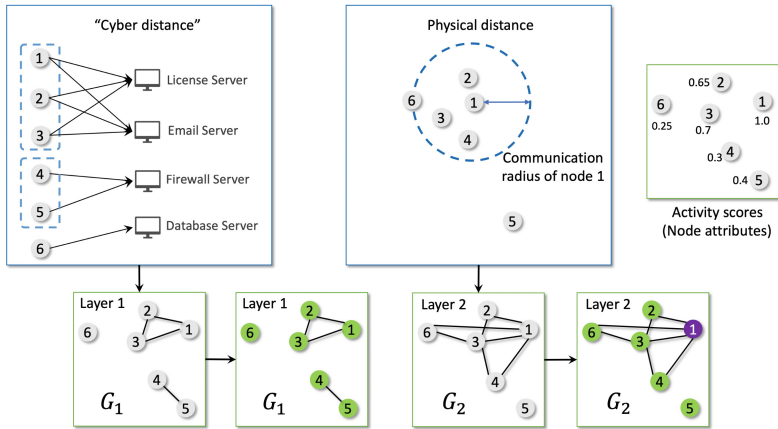 “Cyber distance”
1
2
3
4
5
6
License Server
Email Server
Firewall Server
Database Server
Physical distance
2
6
1
3
4
Communication
radius of node 1
5
0.65
2
6
1
3
0.25
0.7
1.0
0.3
4
0.4
5
Activity scores
(Node attributes)
Layer 1
2
6
1
3
4
G₁
5
Layer 1
2
6
1
3
4
G₁
5
Layer 2
2
6
1
3
4
G₂
5
Layer 2
2
6
1
3
4
G₂
5